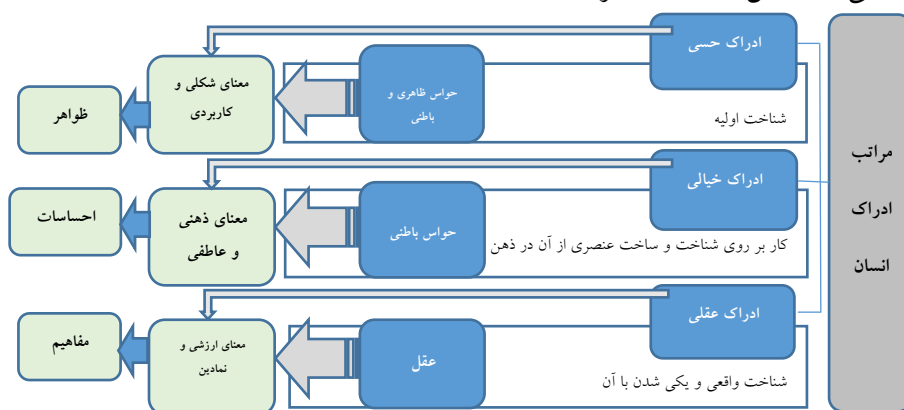 مراتب
ادراک
انسان
ادراک حسی
شناخت اولیه
حواس ظاهری و
باطنی
معنای شکلی و
کاربردی
ظواهر
ادراک خیالی
کار بر روی شناخت و ساخت عنصری از آن در ذهن
حواس باطنی
معنای ذهنی
و عاطفی
احساسات
ادراک عقلی
شناخت واقعی و یکی شدن با آن
عقل
معنای ارزشی و
نمادین
مفاهیم